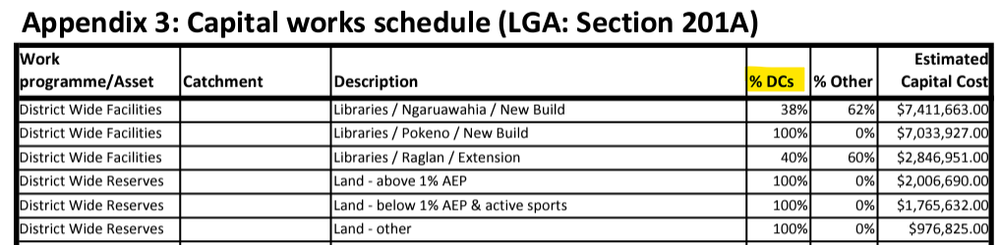 Appendix 3: Capital works schedule (LGA: Section 201A)
Work programme/Asset Catchment Description % DCs % Other Estimated Capital Cost
District Wide Facilities Libraries / Ngaruawahia / New Build 38% 62% $7,411,663.00
District Wide Facilities Libraries / Pokeno / New Build 100% 0% $7,033,927.00
District Wide Facilities Libraries / Raglan / Extension 40% 60% $2,846,951.00
District Wide Reserves Land - above 1% AEP 100% 0% $2,006,690.00
District Wide Reserves Land - below 1% AEP & active sports 100% 0% $1,765,632.00
District Wide Reserves Land - other 100% 0% $976,825.00